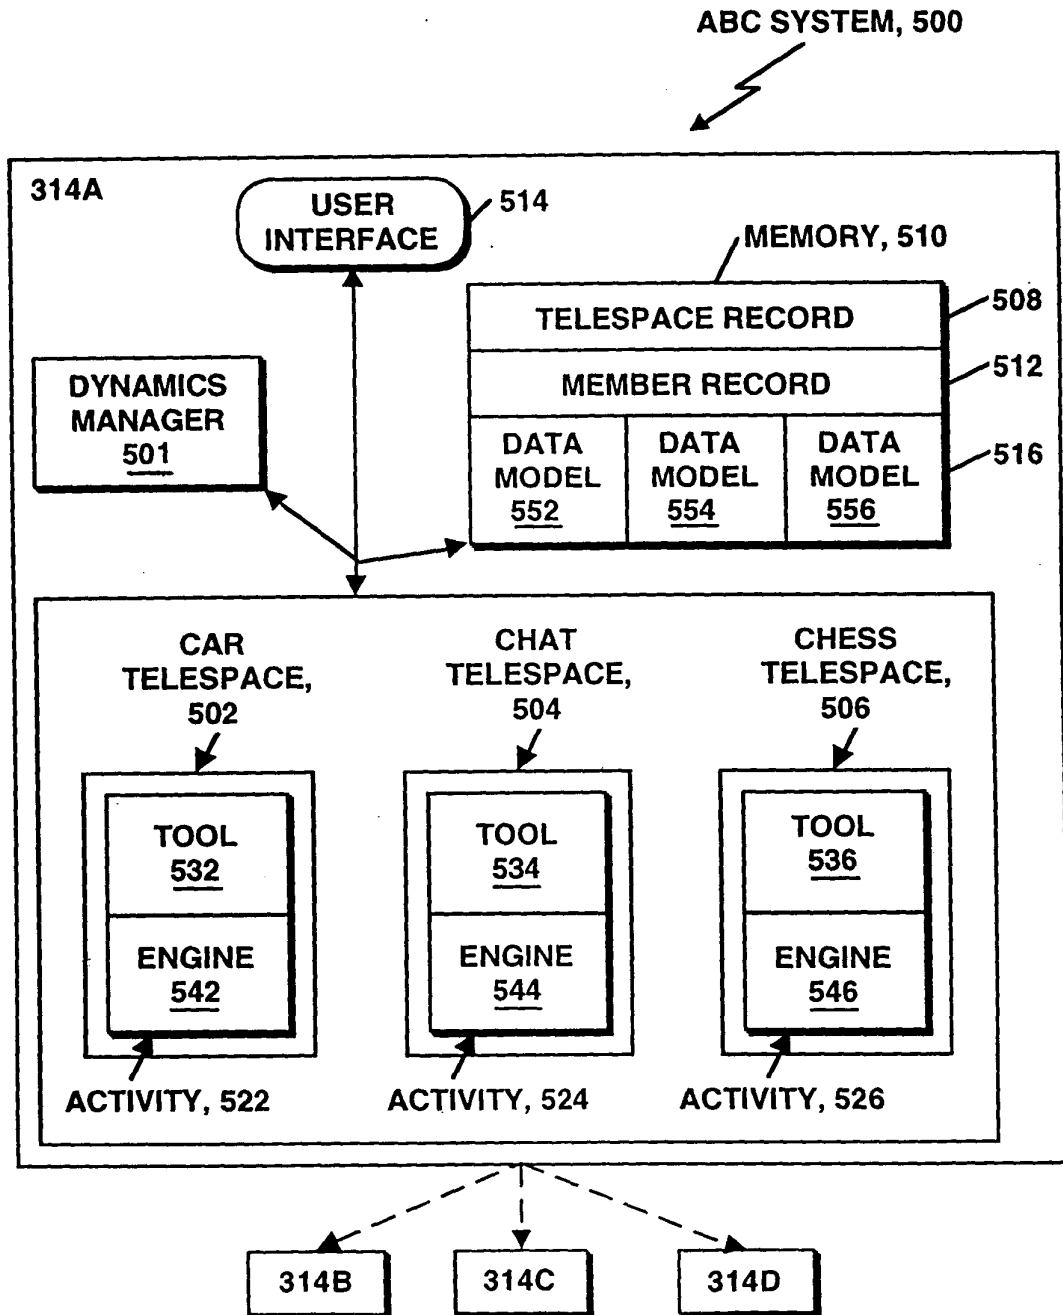 ABC SYSTEM, 500
314A
USER
INTERFACE
514
MEMORY, 510
TELESPACE RECORD
508
MEMBER RECORD
512
DYNAMICS
MANAGER
501
DATA
MODEL
552
DATA
MODEL
554
DATA
MODEL
556
516
CAR
TELESPACE,
502
CHAT
TELESPACE,
504
CHESS
TELESPACE,
506
TOOL
532
TOOL
534
TOOL
536
ENGINE
542
ENGINE
544
ENGINE
546
ACTIVITY, 522
ACTIVITY, 524
ACTIVITY, 526
314B
314C
314D